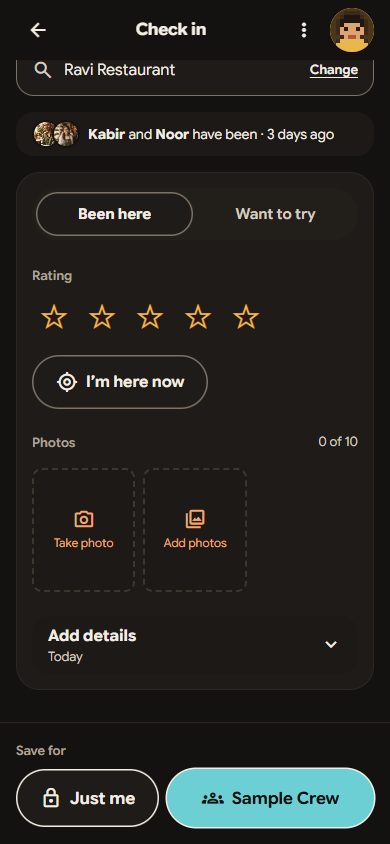 Check in
Ravi Restaurant
Change
Kabir and Noor have been · 3 days ago
Been here
Want to try
Rating
I'm here now
Photos
0 of 10
Take photo
Add photos
Add details
Today
Save for
Just me
Sample Crew